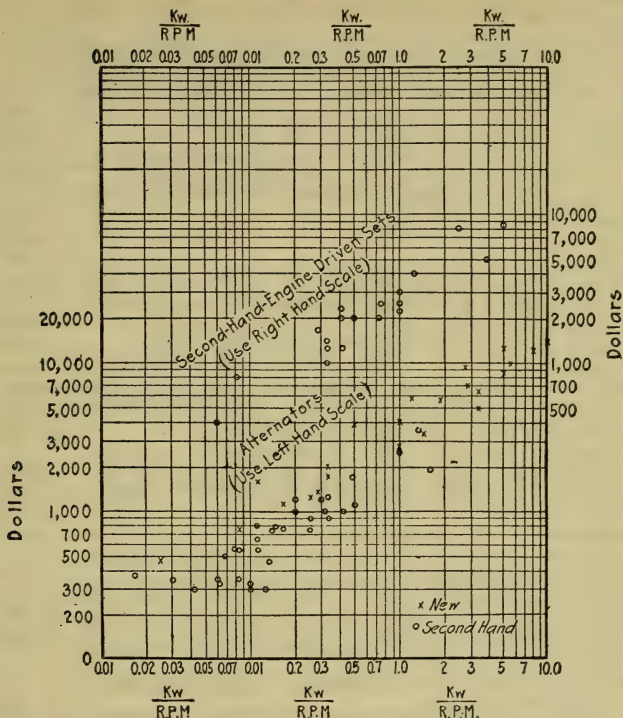 Kw. Kw. Kw.
R P M R.P.M R.P.M
0.01 0.02 0.03 0.05 0.07 0.01 0.2 0.3 0.5 0.7 1.0 2 3 5 7 10.0
Second-Hand-Engine Driven Sets
(Use Right Hand Scale)
Alternators
(Use Left Hand Scale)
20,000
10,000
7,000
5,000
3,000
2,000
1,000
700
500
300
200
0
Dollars
10,000
7,000
5,000
3,000
2,000
1,000
700
500
Dollars
x New
o Second Hand
0.01 0.02 0.03 0.05 0.07 0.01 0.2 0.3 0.5 0.7 1.0 2 3 5 7 10.0
Kw Kw Kw
R.P.M. R.P.M R.P.M.